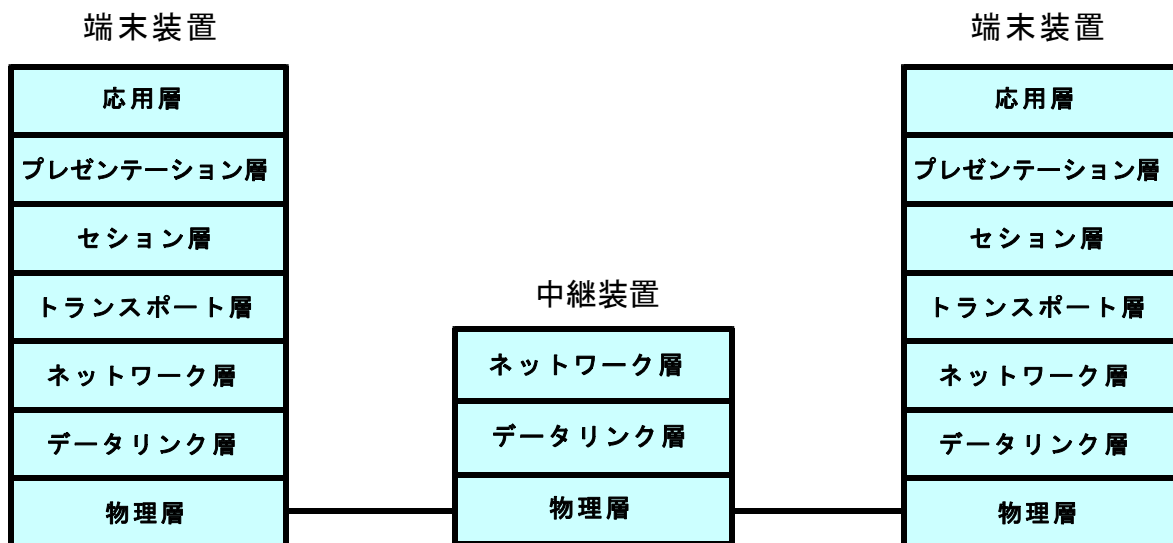 端末装置
応用層
プレゼンテーション層
セション層
トランスポート層
ネットワーク層
データリンク層
物理層
中継装置
ネットワーク層
データリンク層
物理層
端末装置
応用層
プレゼンテーション層
セション層
トランスポート層
ネットワーク層
データリンク層
物理層